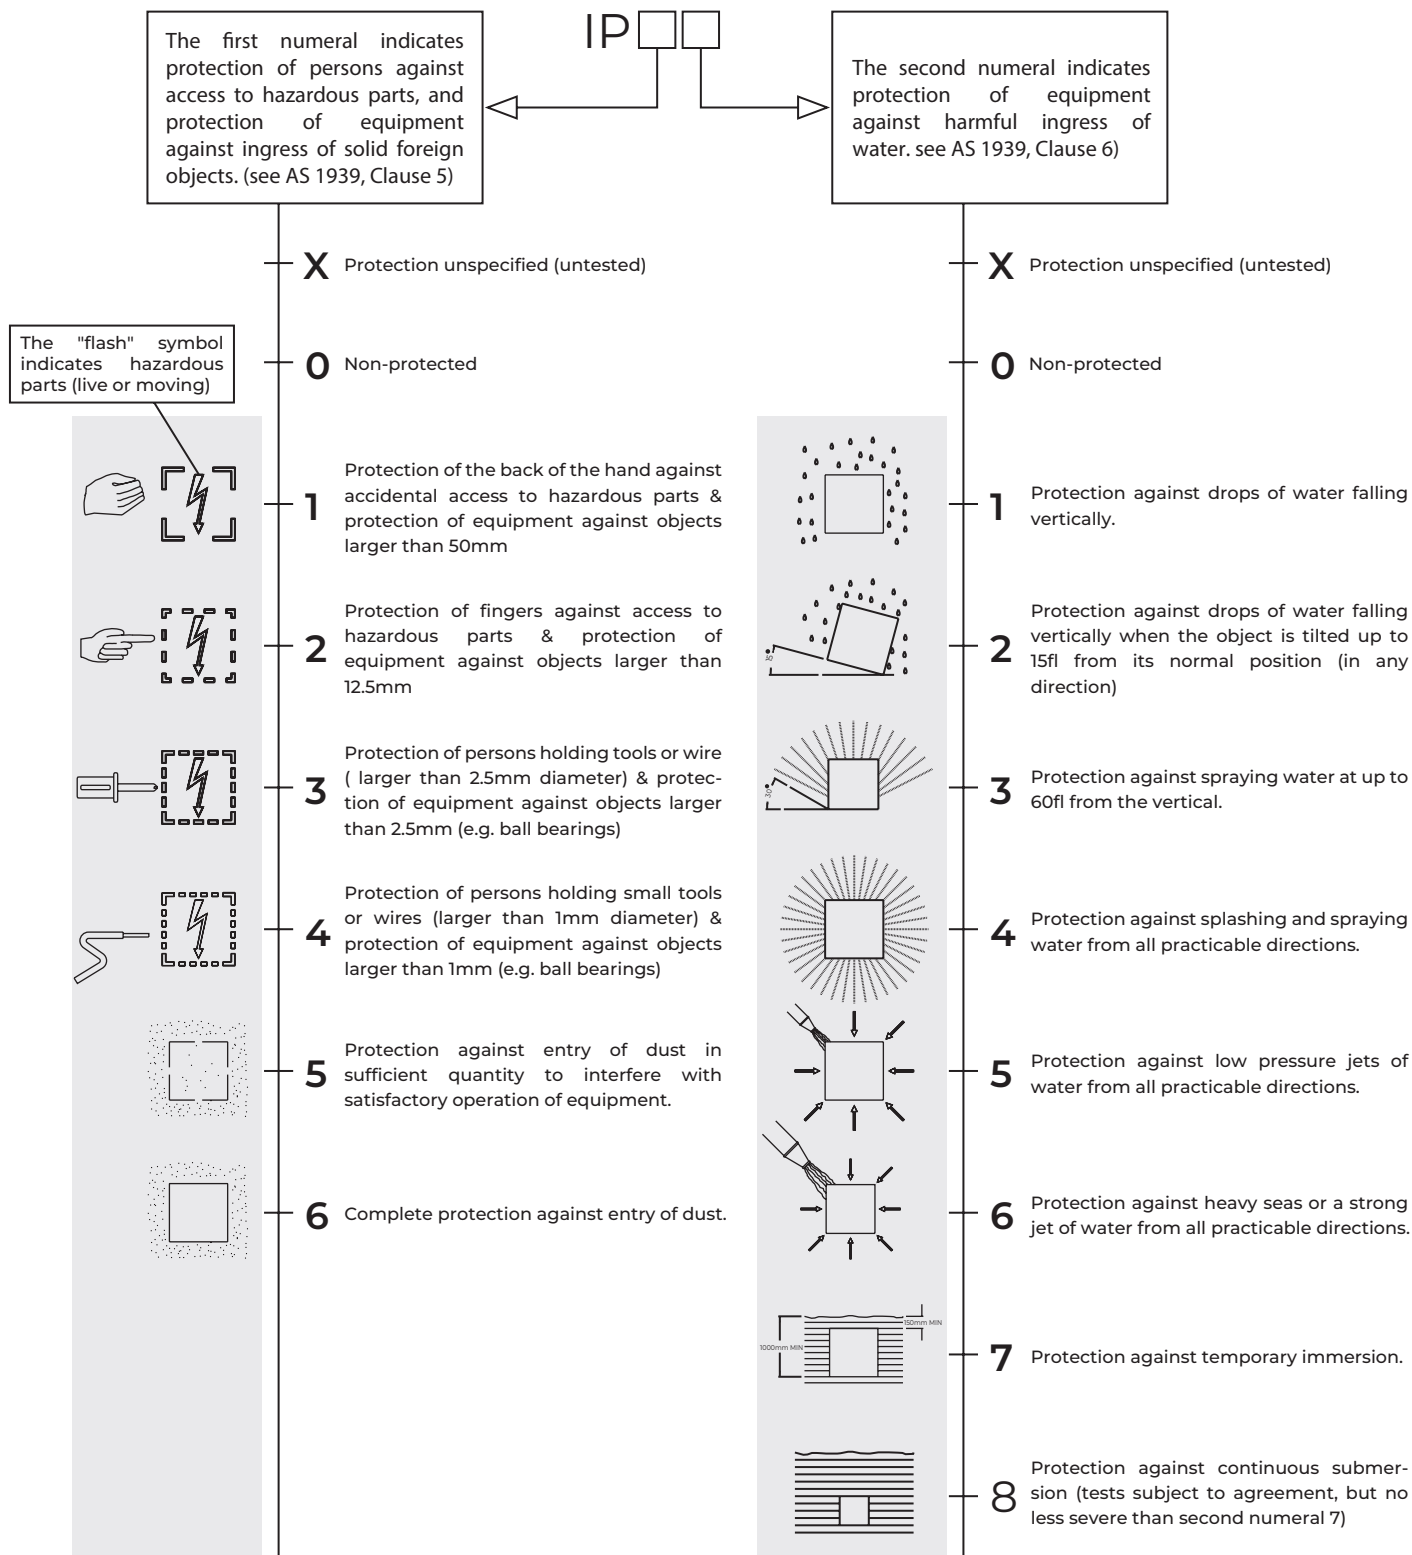 IP
The first numeral indicates
protection of persons against
access to hazardous parts, and
protection of equipment
against ingress of solid foreign
objects. (see AS 1939, Clause 5)
The second numeral indicates
protection of equipment
against harmful ingress of
water. see AS 1939, Clause 6)
X Protection unspecified (untested)
0 Non-protected
The "flash" symbol
indicates hazardous
parts (live or moving)
1
Protection of the back of the hand against
accidental access to hazardous parts &
protection of equipment against objects
larger than 50mm
2
Protection of fingers against access to
hazardous parts & protection of
equipment against objects larger than
12.5mm
3
Protection of persons holding tools or wire
( larger than 2.5mm diameter) & protec-
tion of equipment against objects larger
than 2.5mm (e.g. ball bearings)
4
Protection of persons holding small tools
or wires (larger than 1mm diameter) &
protection of equipment against objects
larger than 1mm (e.g. ball bearings)
5
Protection against entry of dust in
sufficient quantity to interfere with
satisfactory operation of equipment.
6 Complete protection against entry of dust.
X Protection unspecified (untested)
0 Non-protected
1
Protection against drops of water falling
vertically.
2
Protection against drops of water falling
vertically when the object is tilted up to
15fl from its normal position (in any
direction)
3
Protection against spraying water at up to
60fl from the vertical.
30
4
Protection against splashing and spraying
water from all practicable directions.
5
Protection against low pressure jets of
water from all practicable directions.
6
Protection against heavy seas or a strong
jet of water from all practicable directions.
150mm MIN
1000mm MIN
7 Protection against temporary immersion.
8
Protection against continuous submer-
sion (tests subject to agreement, but no
less severe than second numeral 7)